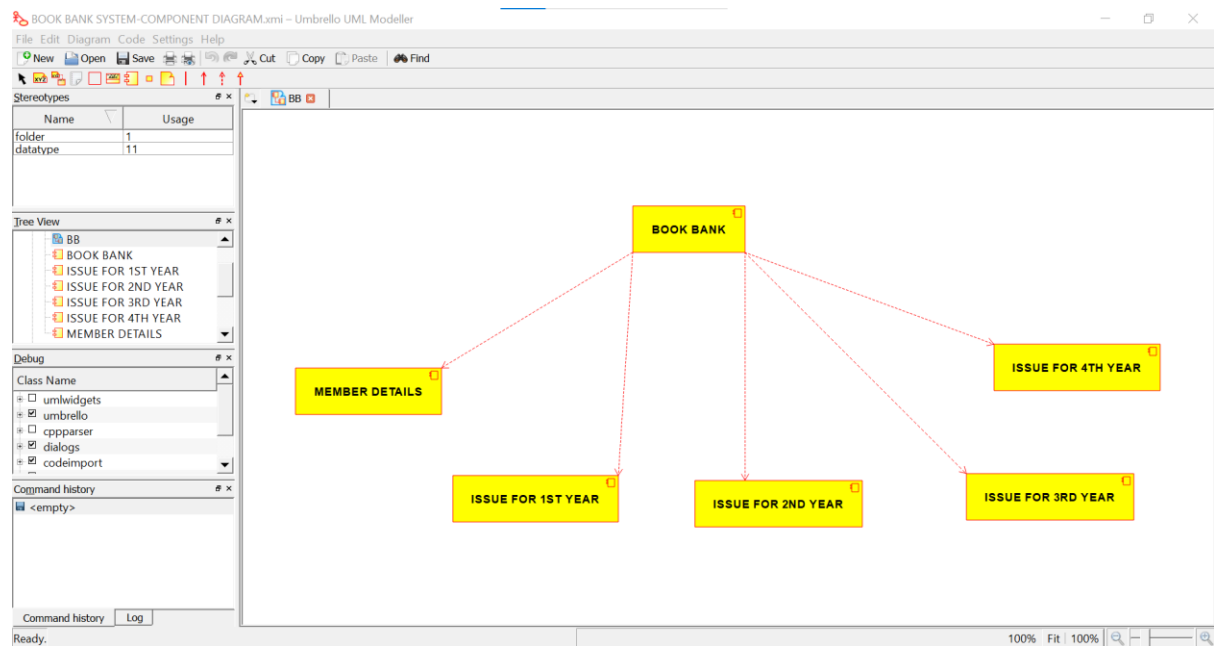 BOOK BANK SYSTEM-COMPONENT DIAGRAM.xmi – Umbrello UML Modeller
File Edit Diagram Code Settings Help
New Open Save Cut Copy Paste Find
Stereotypes
Name Usage
folder 1
datatype 11
Tree View
BB
BOOK BANK
ISSUE FOR 1ST YEAR
ISSUE FOR 2ND YEAR
ISSUE FOR 3RD YEAR
ISSUE FOR 4TH YEAR
MEMBER DETAILS
Debug
Class Name
umlwidgets
umbrello
cppparser
dialogs
codeimport
Command history
<empty>
Command history Log
Ready.
BB
BOOK BANK
ISSUE FOR 4TH YEAR
MEMBER DETAILS
ISSUE FOR 1ST YEAR
ISSUE FOR 2ND YEAR
ISSUE FOR 3RD YEAR
100% Fit 100%